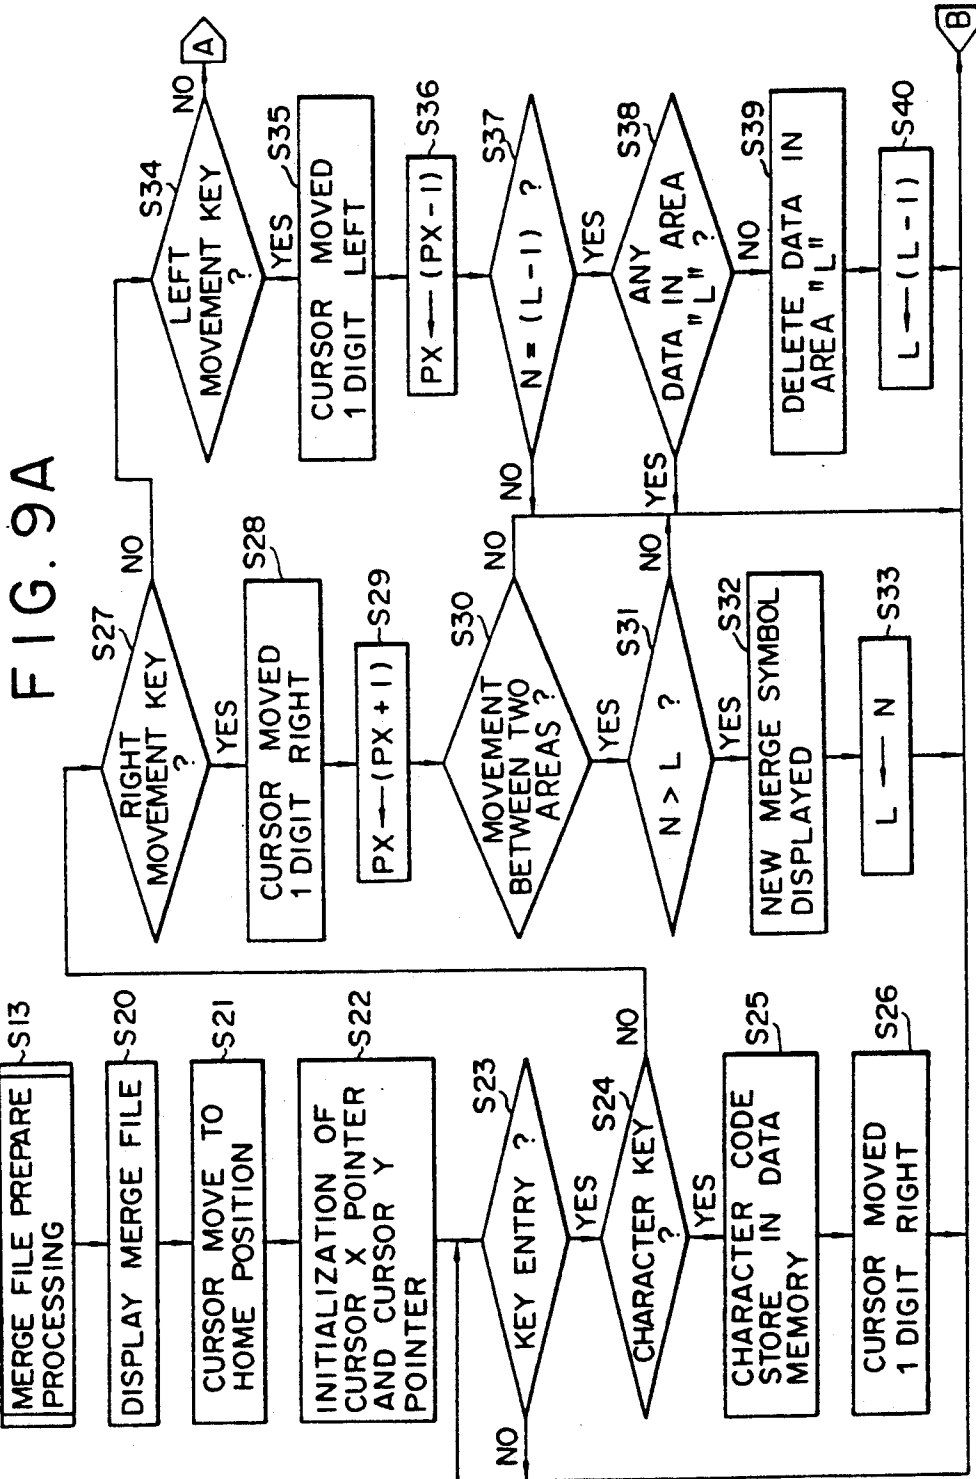 FIG. 9A
MERGE FILE PREPARE
PROCESSING
S13
DISPLAY MERGE FILE
S20
CURSOR MOVE TO
HOME POSITION
S21
INITIALIZATION OF
CURSOR X POINTER
AND CURSOR Y
POINTER
S22
KEY ENTRY ?
S23
NO
YES
CHARACTER KEY
?
S24
NO
YES
CHARACTER CODE
STORE IN DATA
MEMORY
S25
CURSOR MOVED
1 DIGIT RIGHT
S26
RIGHT
MOVEMENT KEY
?
S27
NO
YES
CURSOR MOVED
1 DIGIT RIGHT
S28
PX ← (PX + 1)
S29
MOVEMENT
BETWEEN TWO
AREAS ?
S30
NO
YES
N > L ?
S31
NO
YES
NEW MERGE SYMBOL
DISPLAYED
S32
L ← N
S33
LEFT
MOVEMENT KEY
?
S34
NO
A
YES
CURSOR MOVED
1 DIGIT LEFT
S35
PX ← (PX - 1)
S36
N = (L - 1) ?
S37
NO
YES
ANY
DATA IN AREA
"L" ?
S38
YES
NO
DELETE DATA IN
AREA "L"
S39
L ← (L - 1)
S40
B